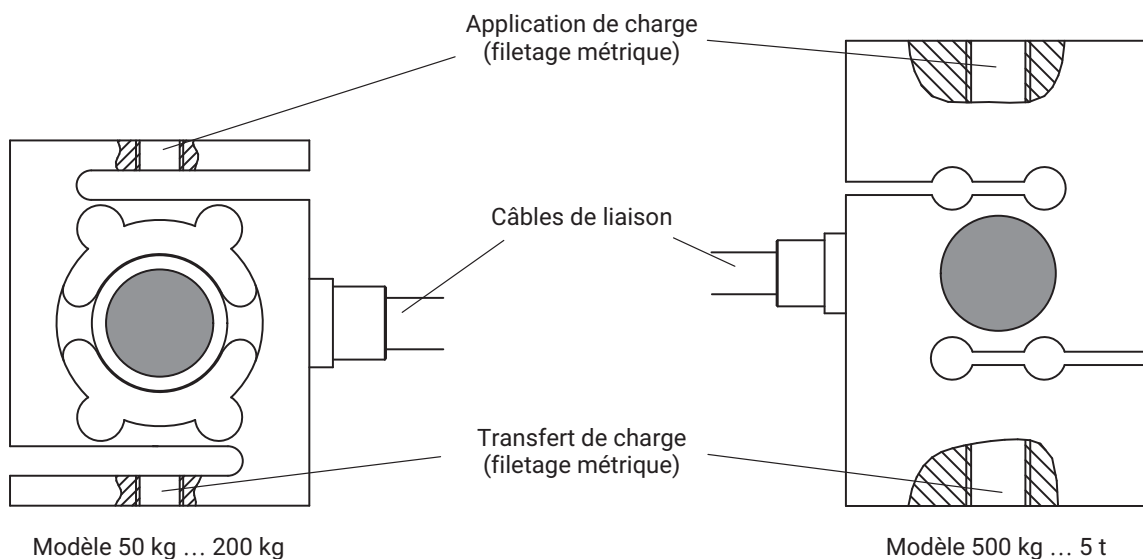 Application de charge
(filetage métrique)
Câbles de liaison
Transfert de charge
(filetage métrique)
Modèle 50 kg … 200 kg
Modèle 500 kg … 5 t